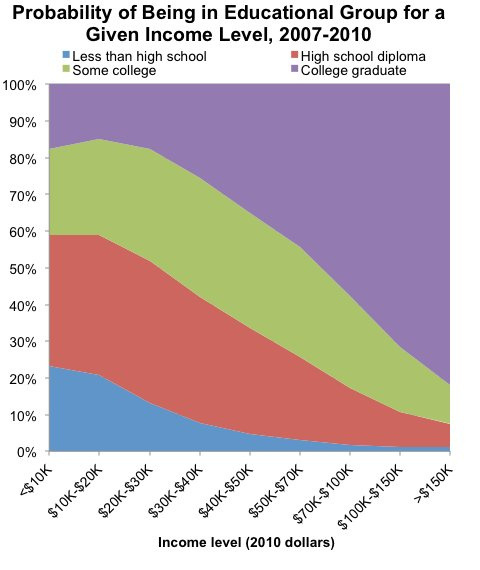 Probability of Being in Educational Group for a
Given Income Level, 2007-2010
Less than high school
High school diploma
Some college
College graduate
100%
90%
80%
70%
60%
50%
40%
30%
20%
10%
0%
<$10K
$10K-$20K
$20K-$30K
$30K-$40K
$40K-$50K
$50K-$70K
$70K-$100K
$100K-$150K
>$150K
Income level (2010 dollars)